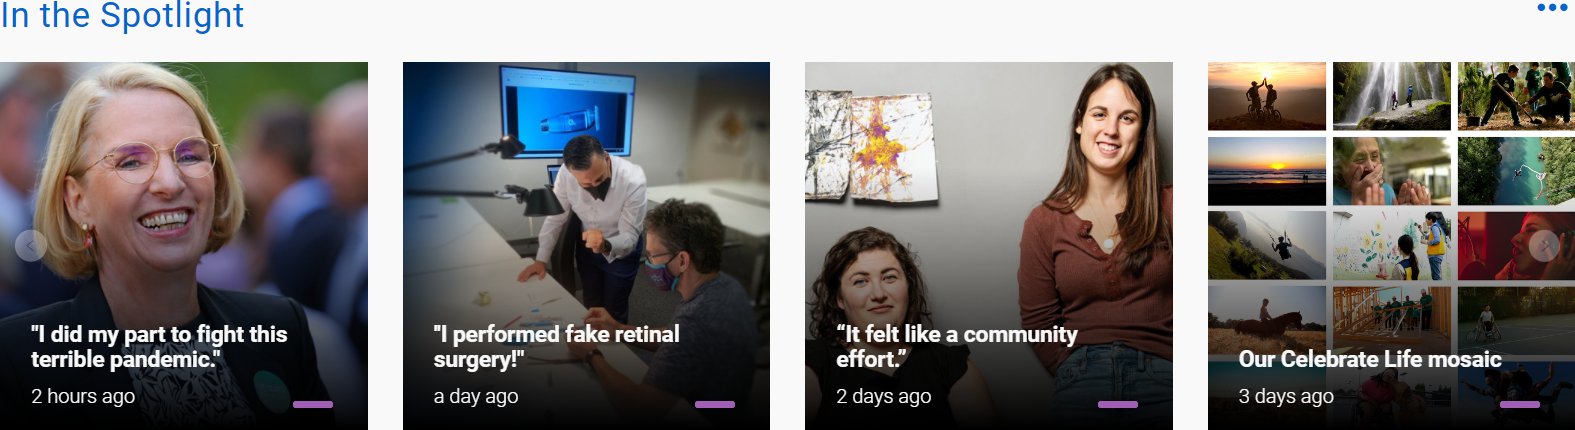 In the Spotlight
"I did my part to fight this
terrible pandemic."
2 hours ago
"I performed fake retinal
surgery!"
a day ago
“It felt like a community
effort.”
2 days ago
Our Celebrate Life mosaic
3 days ago